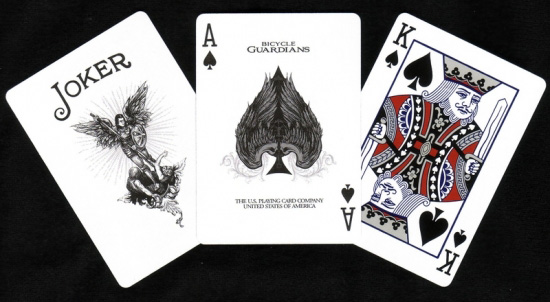 JOKER
A
BICYCLE
GUARDIANS
THE U.S. PLAYING CARD COMPANY
UNITED STATES OF AMERICA
A
K
K